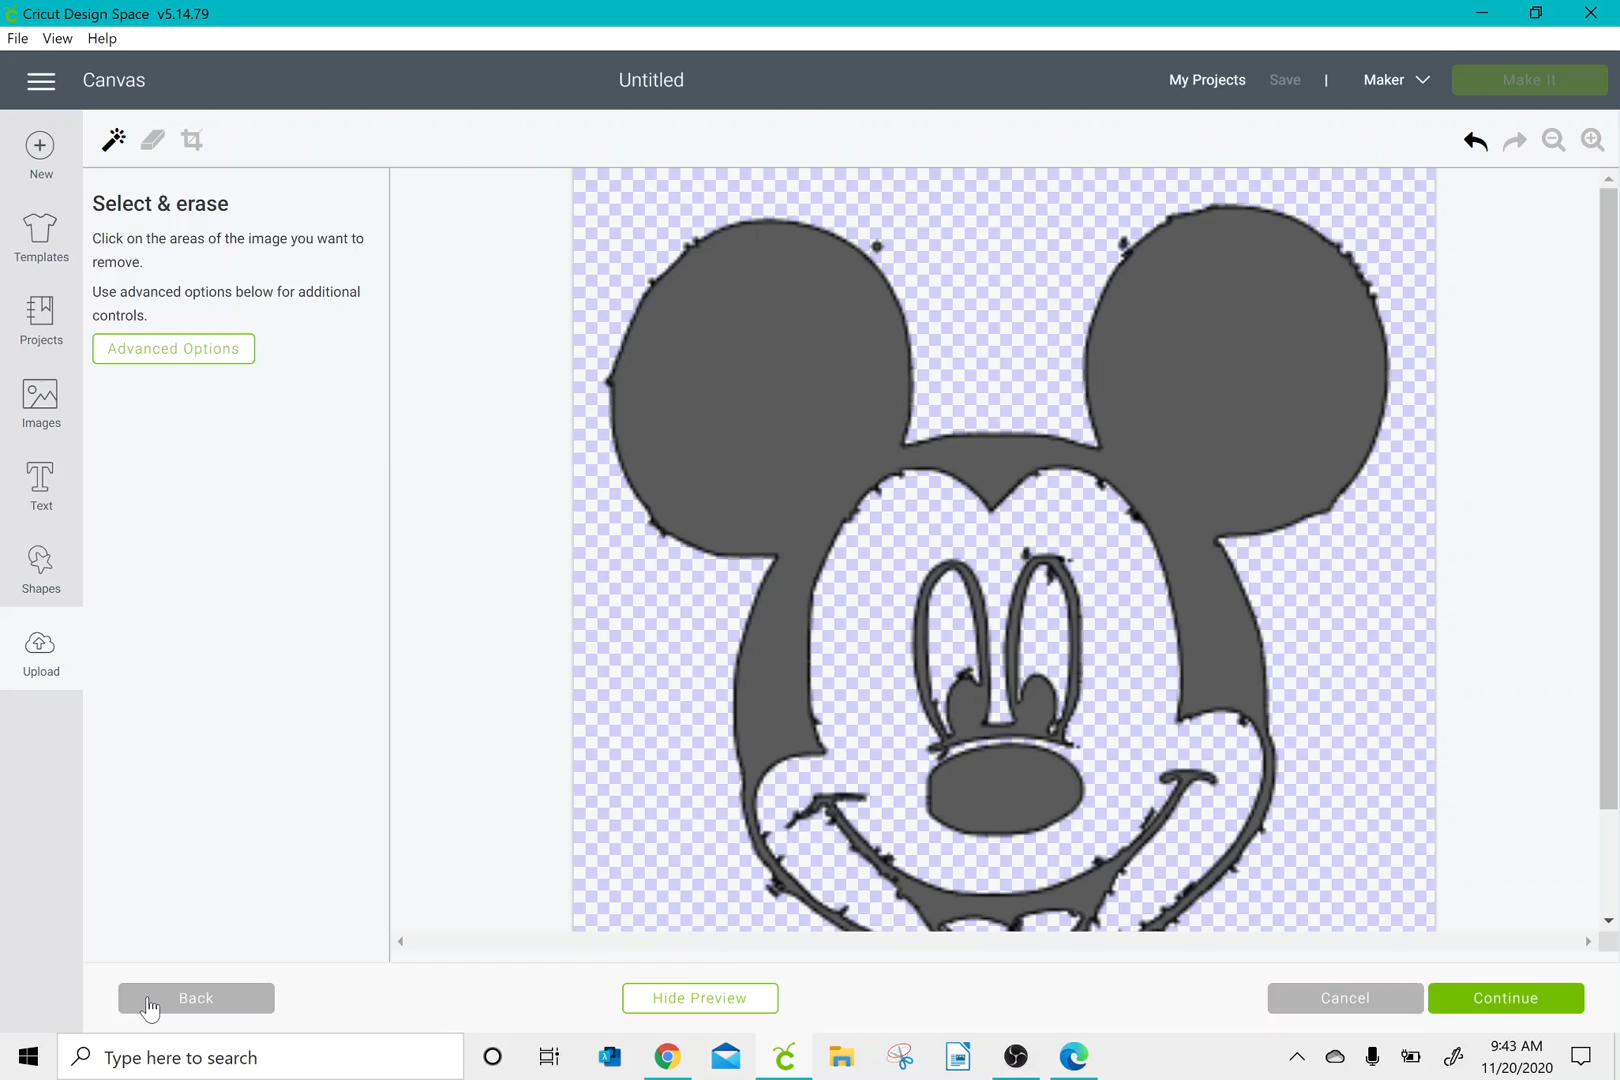 Cricut Design Space v5.14.79
File View Help
Canvas
Untitled
My Projects Save | Maker Make It
New
Templates
Projects
Images
Text
Shapes
Upload
Select & erase
Click on the areas of the image you want to
remove.
Use advanced options below for additional
controls.
Advanced Options
Back
Hide Preview
Cancel
Continue
Type here to search
9:43 AM
11/20/2020